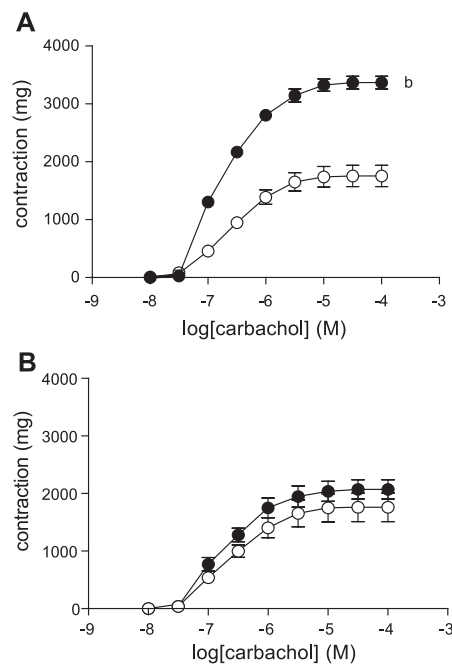 A
contraction (mg)
4000
3000
2000
1000
0
b
-9 -8 -7 -6 -5 -4 -3
log[carbachol] (M)
B
contraction (mg)
4000
3000
2000
1000
0
-9 -8 -7 -6 -5 -4 -3
log[carbachol] (M)